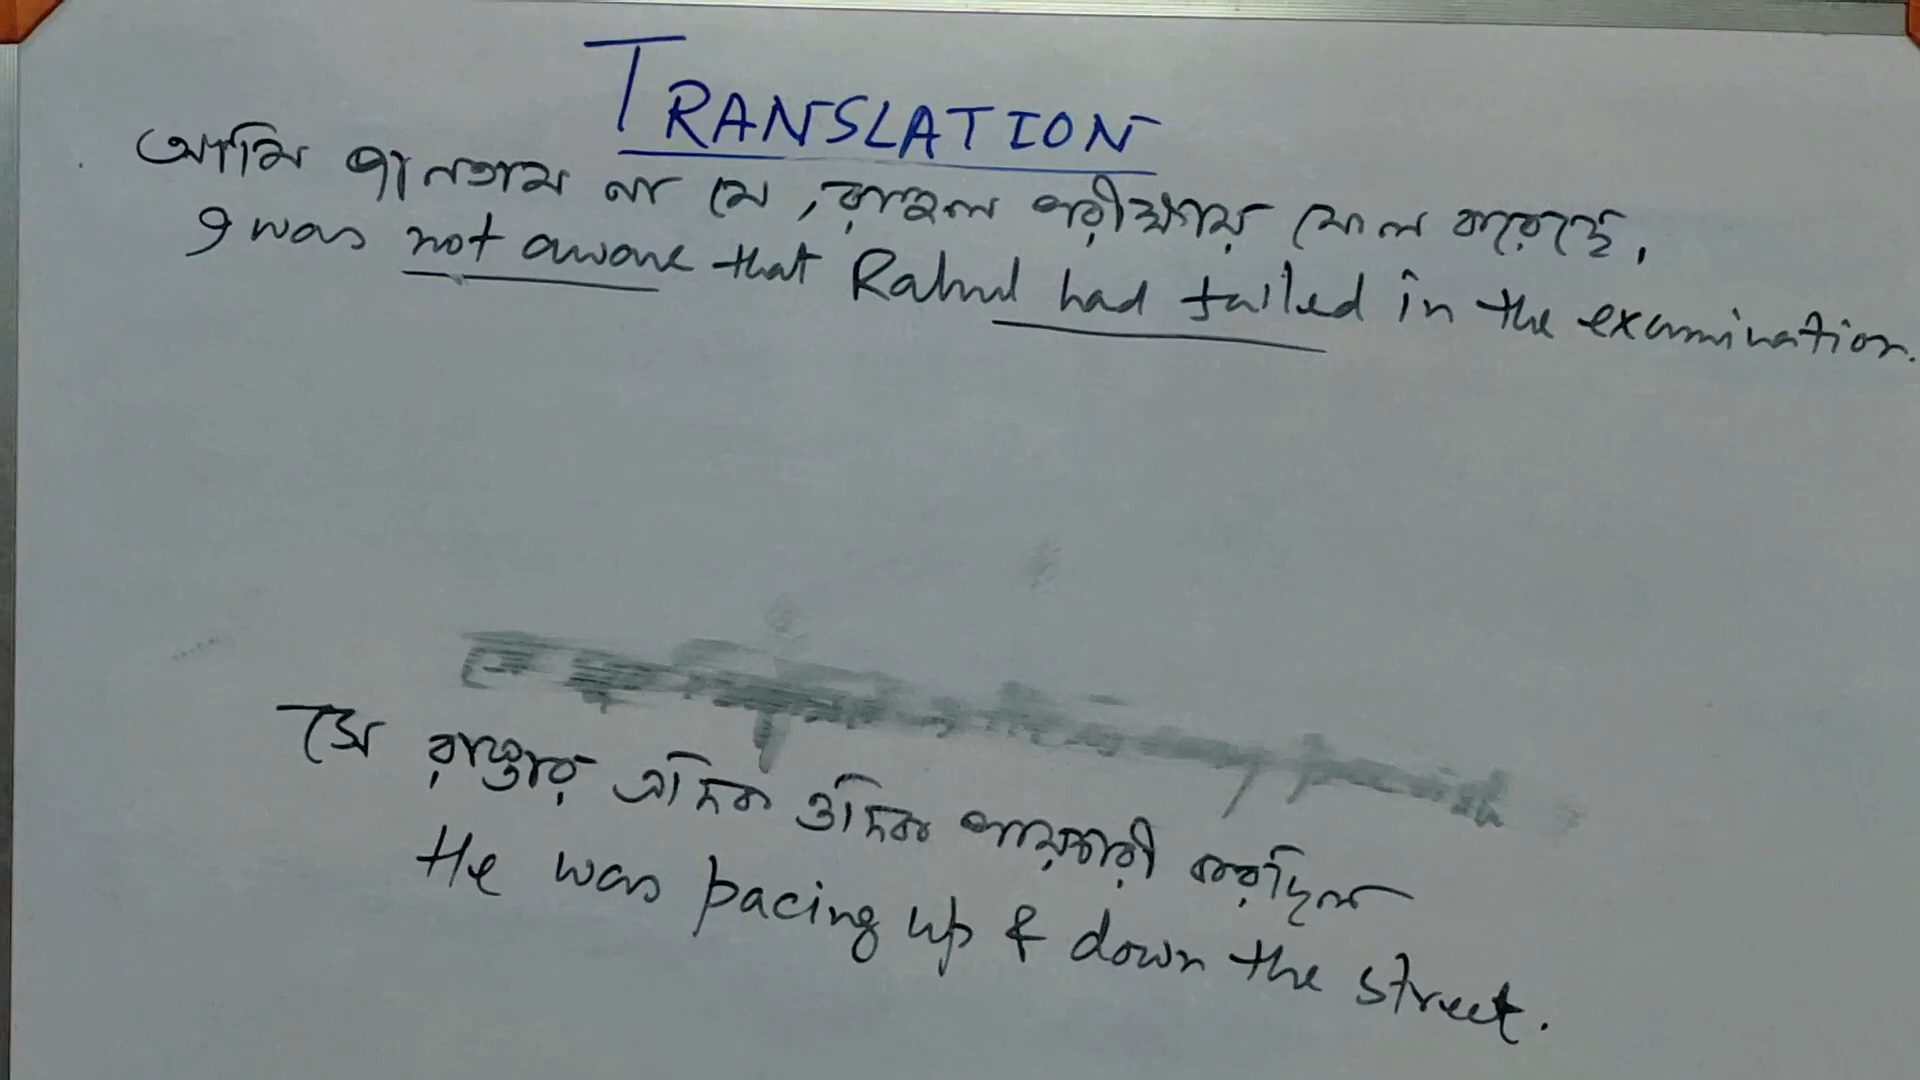 TRANSLATION
আমি জানতাম না যে, রাহুল পরীক্ষায় ফেল করেছে,
I was not aware that Rahul had failed in the examination.
সে রাস্তার এদিক ওদিক পায়চারী করছিল
He was pacing up & down the street.